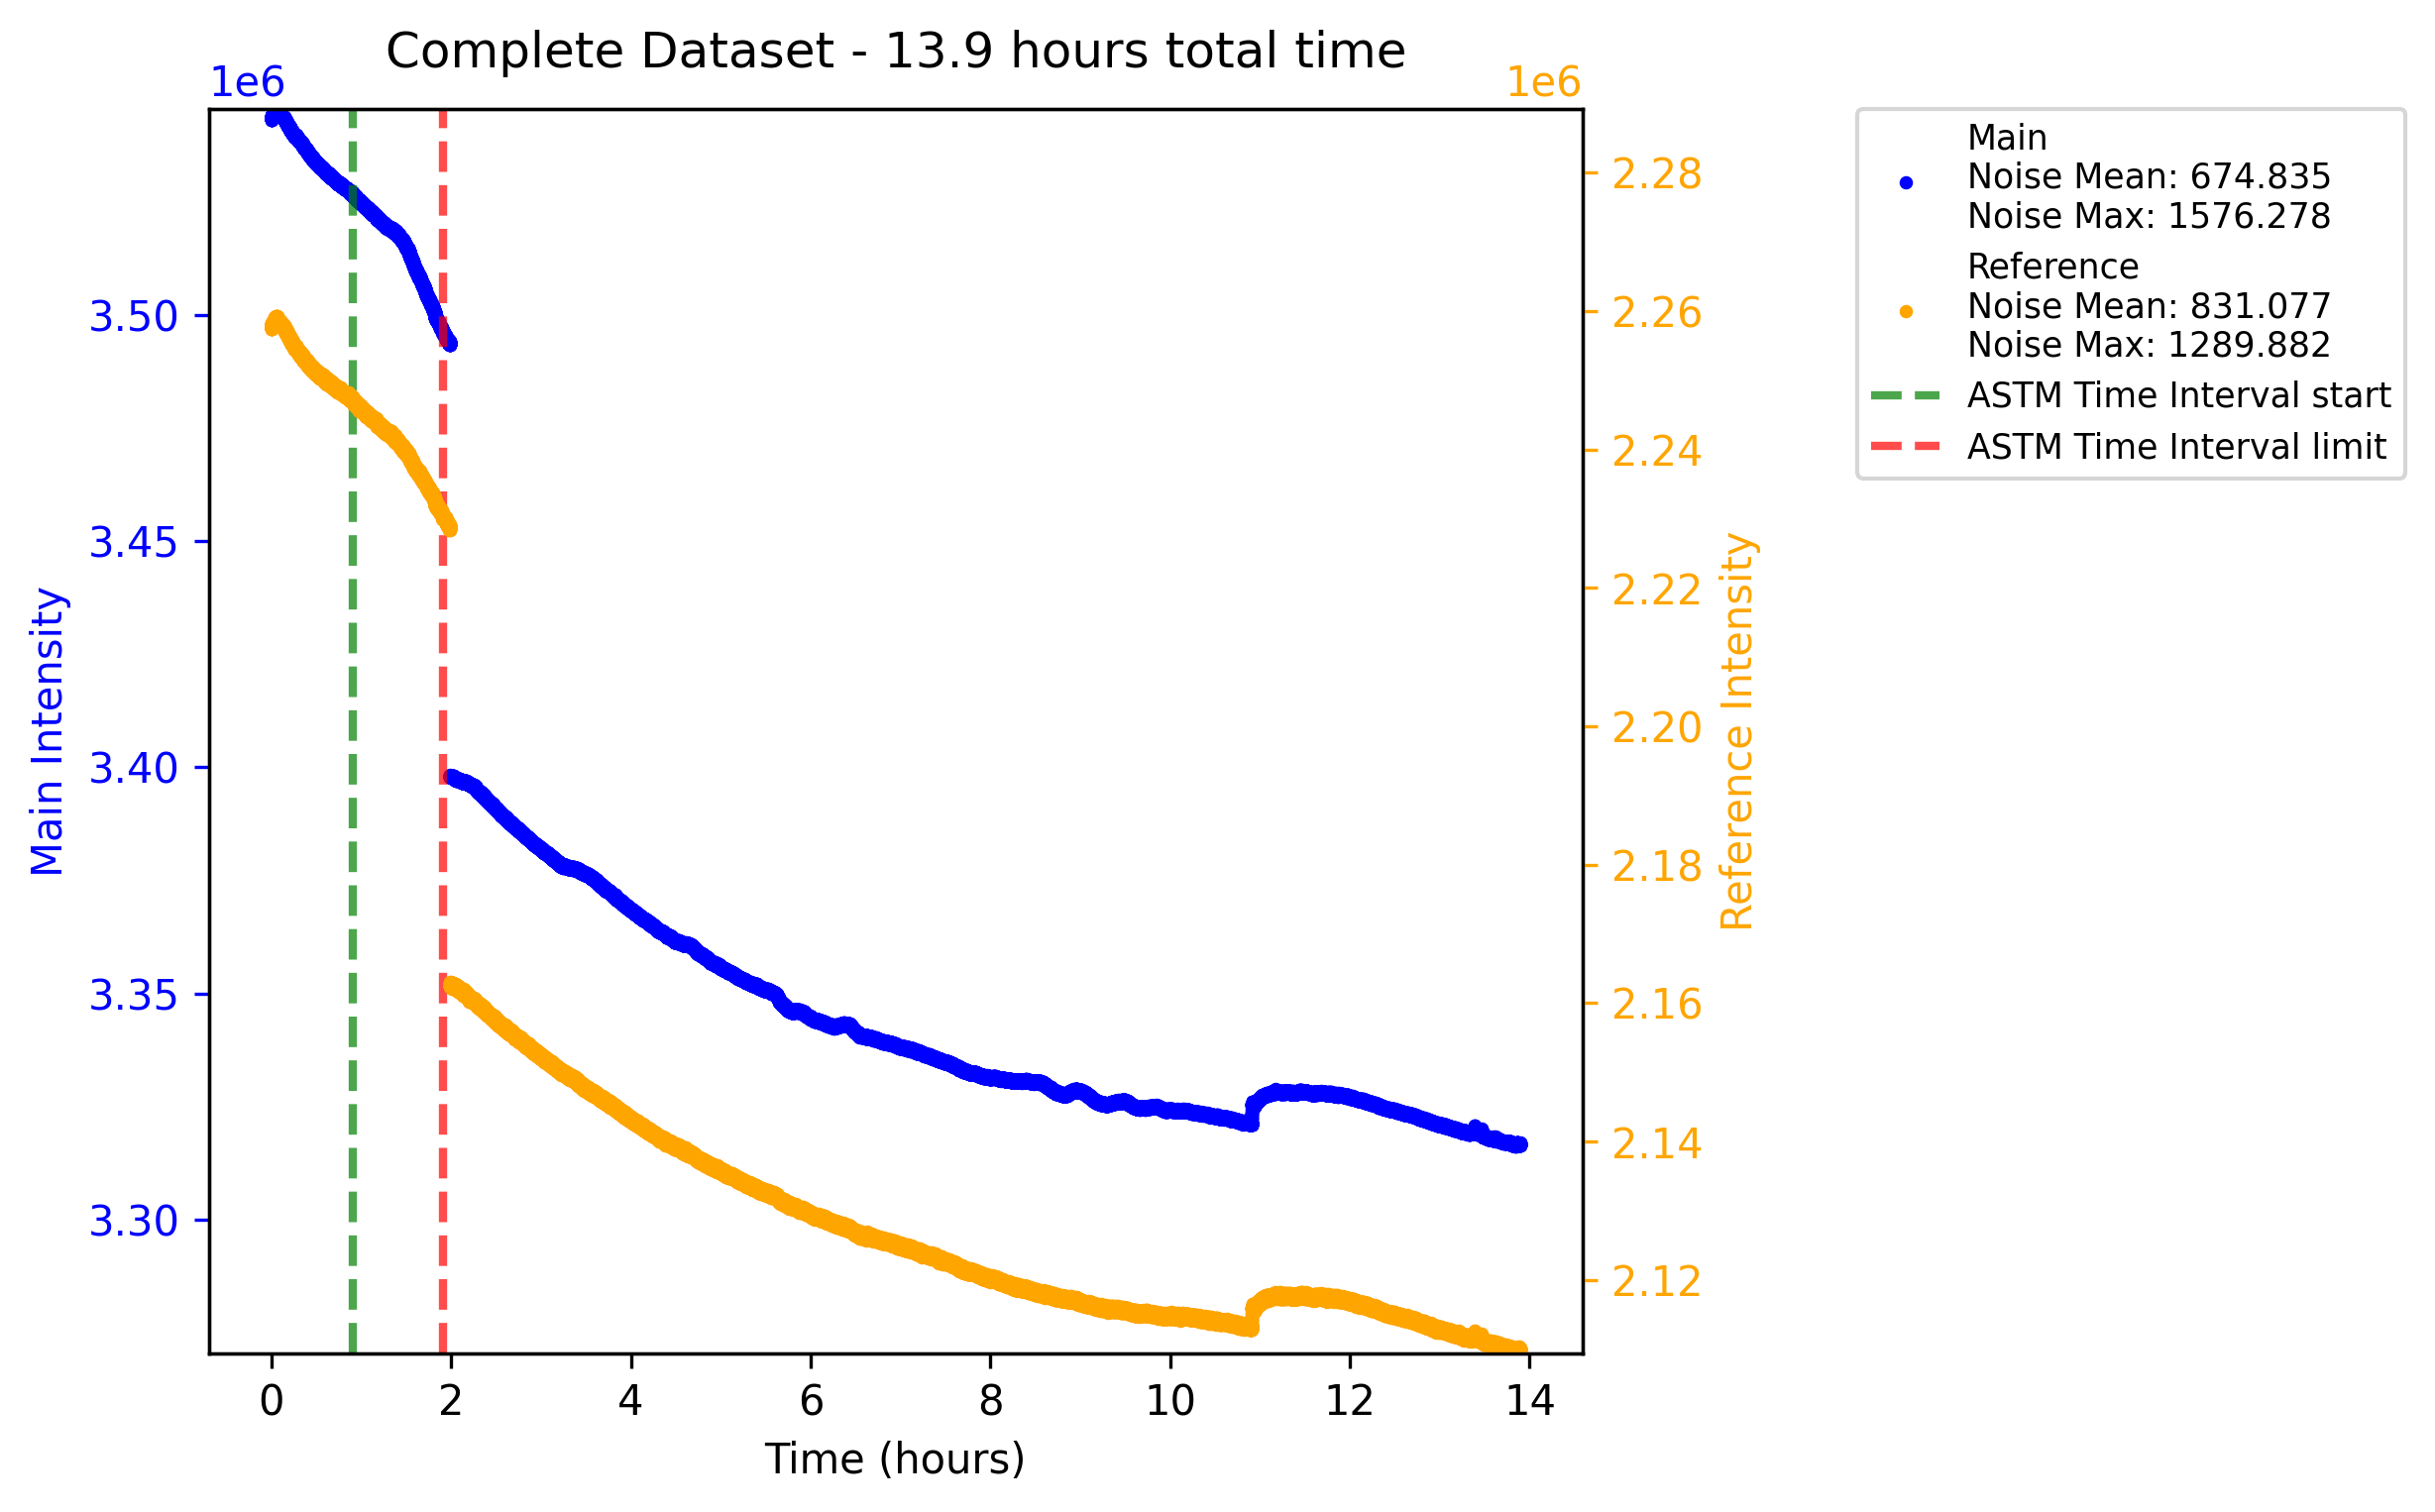 Complete Dataset - 13.9 hours total time
1e6
1e6
Main Intensity
3.50
3.45
3.40
3.35
3.30
2.28
2.26
2.24
2.22
2.20
2.18
2.16
2.14
2.12
Reference Intensity
0 2 4 6 8 10 12 14
Time (hours)
Main
Noise Mean: 674.835
Noise Max: 1576.278
Reference
Noise Mean: 831.077
Noise Max: 1289.882
ASTM Time Interval start
ASTM Time Interval limit